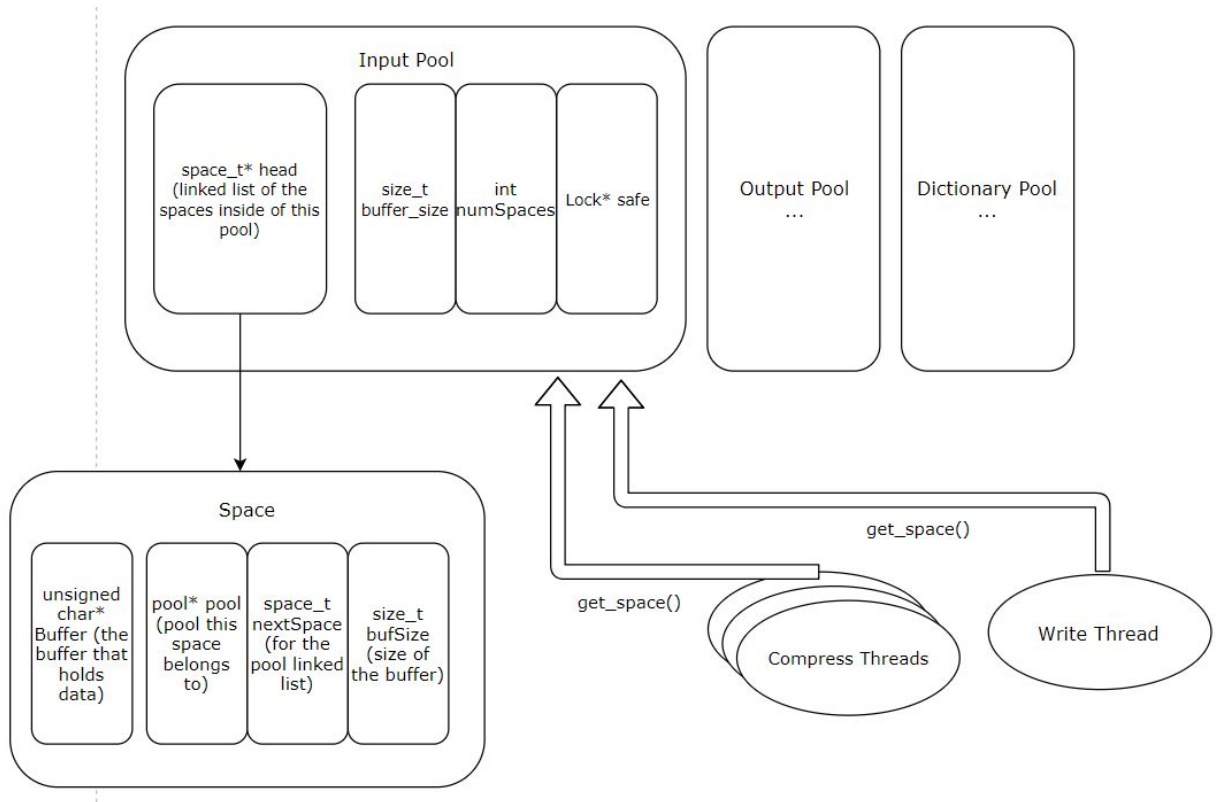 Input Pool
space_t* head
(linked list of the
spaces inside of this
pool)
size_t
buffer_size
int
numSpaces
Lock* safe
Output Pool
...
Dictionary Pool
...
Space
unsigned
char*
Buffer (the
buffer that
holds
data)
pool* pool
(pool this
space
belongs
to)
space_t
nextSpace
(for the
pool linked
list)
size_t
bufSize
(size of
the buffer)
get_space()
get_space()
Compress Threads
Write Thread